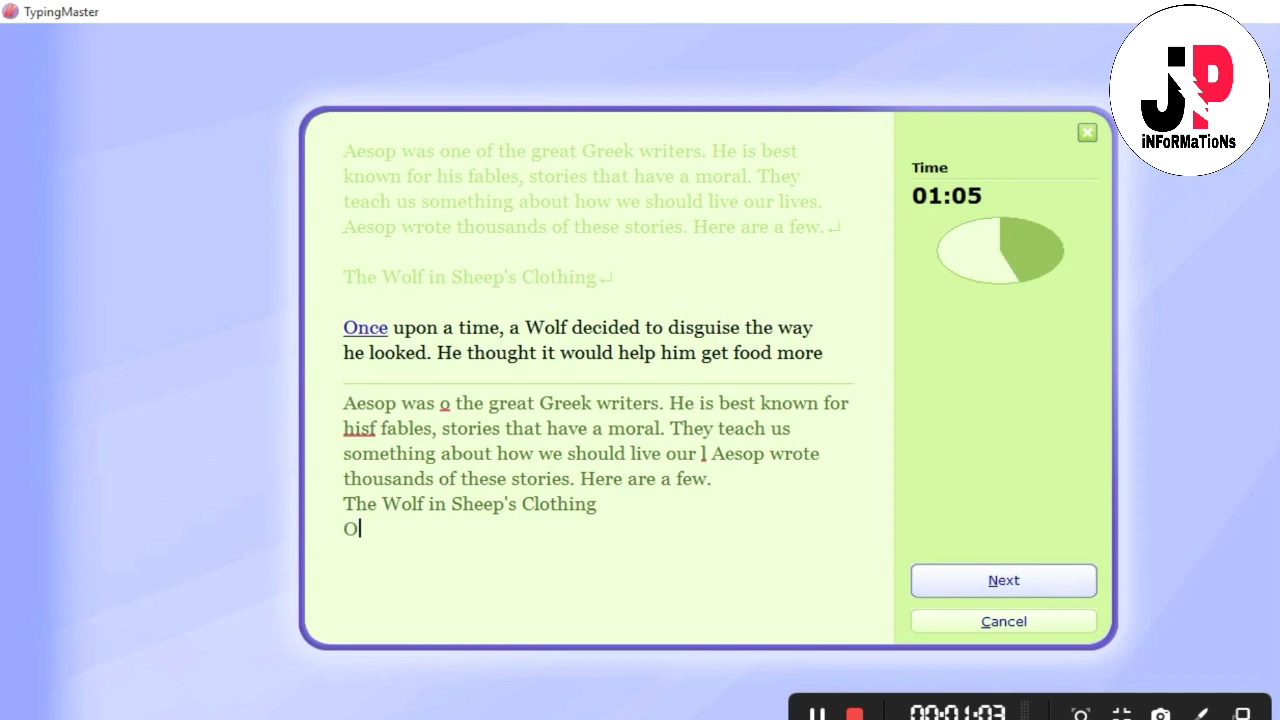 TypingMaster
JP
iNFoRMaTioNs
Aesop was one of the great Greek writers. He is best
known for his fables, stories that have a moral. They
teach us something about how we should live our lives.
Aesop wrote thousands of these stories. Here are a few.↵
The Wolf in Sheep's Clothing↵
Once upon a time, a Wolf decided to disguise the way
he looked. He thought it would help him get food more
Aesop was o the great Greek writers. He is best known for
hisf fables, stories that have a moral. They teach us
something about how we should live our l Aesop wrote
thousands of these stories. Here are a few.
The Wolf in Sheep's Clothing
O
Time
01:05
Next
Cancel
00:01:03